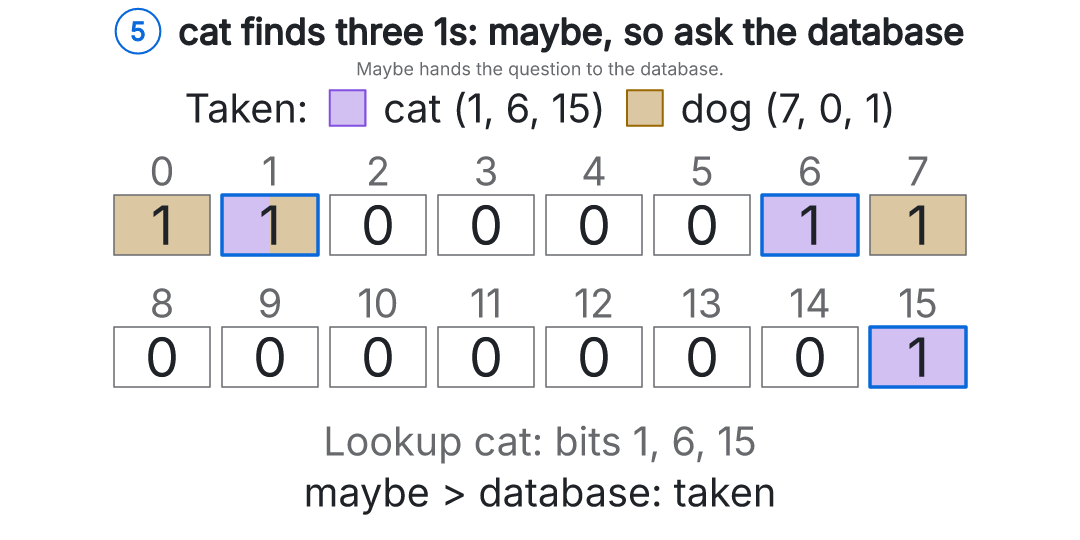 5 cat finds three 1s: maybe, so ask the database
Maybe hands the question to the database.
Taken: cat (1, 6, 15) dog (7, 0, 1)
0 1 2 3 4 5 6 7
1 1 0 0 0 0 1 1
8 9 10 11 12 13 14 15
0 0 0 0 0 0 0 1
Lookup cat: bits 1, 6, 15
maybe > database: taken